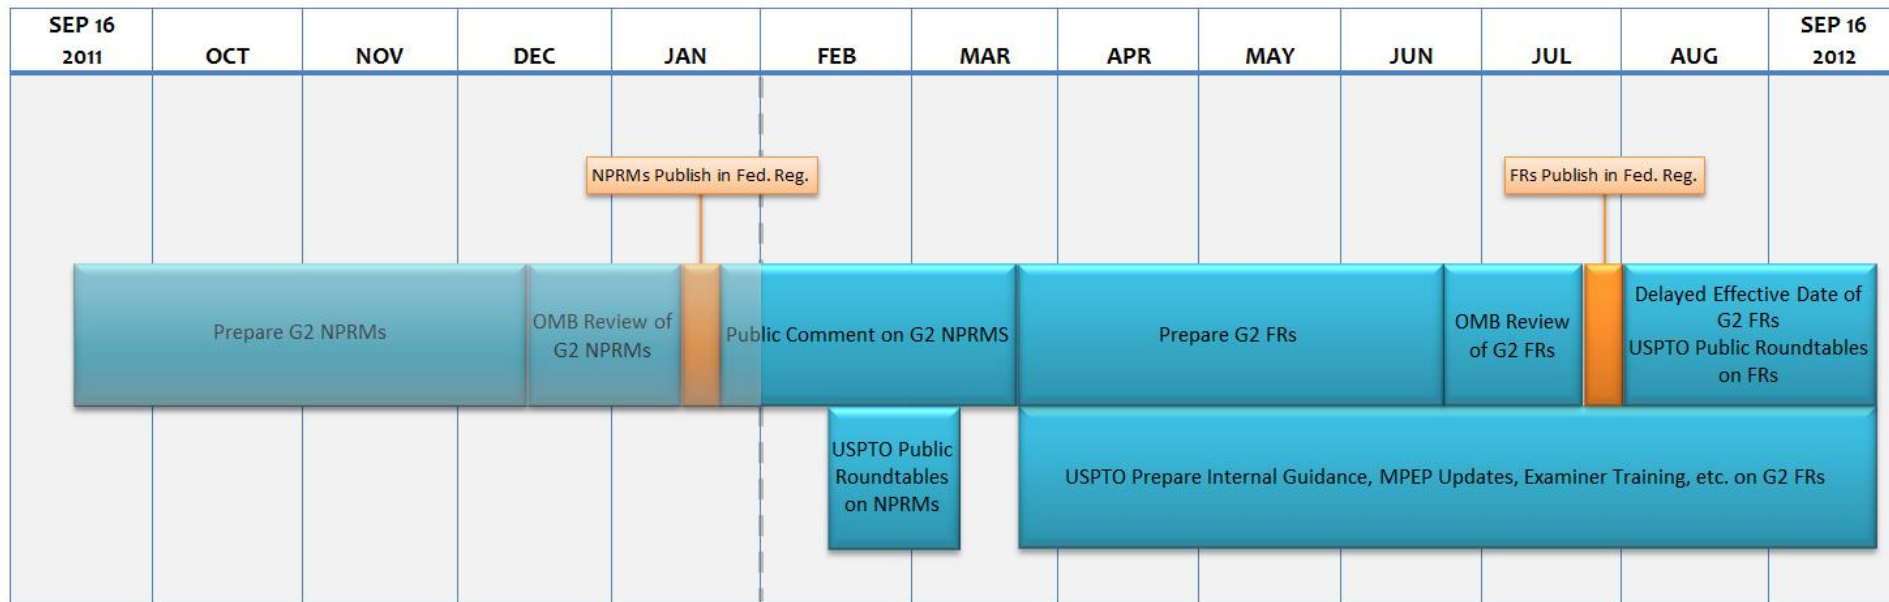 SEP 16
2011
OCT
NOV
DEC
JAN
FEB
MAR
APR
MAY
JUN
JUL
AUG
SEP 16
2012
NPRMs Publish in Fed. Reg.
FRs Publish in Fed. Reg.
Prepare G2 NPRMs
OMB Review of
G2 NPRMs
Public Comment on G2 NPRMS
Prepare G2 FRs
OMB Review
of G2 FRs
Delayed Effective Date of
G2 FRs
USPTO Public Roundtables
on FRs
USPTO Public
Roundtables
on NPRMs
USPTO Prepare Internal Guidance, MPEP Updates, Examiner Training, etc. on G2 FRs